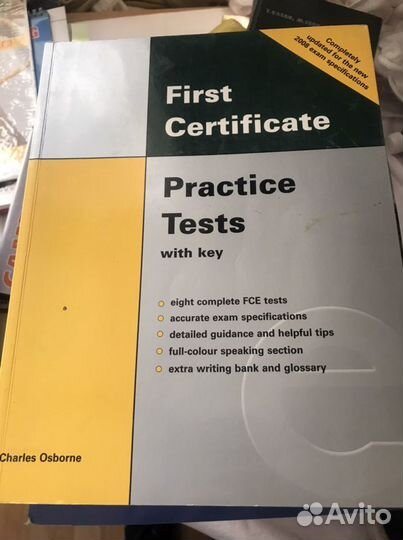 Completely
updated for the new
2008 exam specifications
First
Certificate
Practice
Tests
with key
eight complete FCE tests
accurate exam specifications
detailed guidance and helpful tips
full-colour speaking section
extra writing bank and glossary
Charles Osborne
Avito